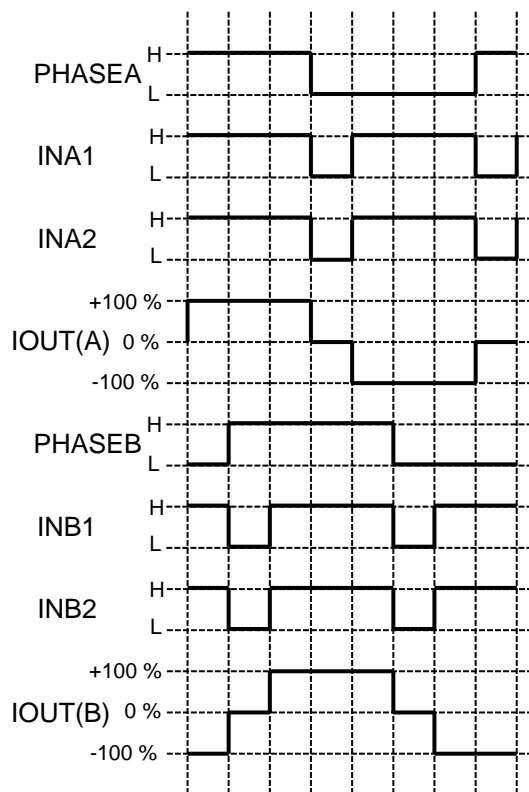 H
PHASEA
L
H
INA1
L
H
INA2
L
+100 %
IOUT(A) 0 %
-100 %
H
PHASEB
L
H
INB1
L
H
INB2
L
+100 %
IOUT(B) 0 %
-100 %